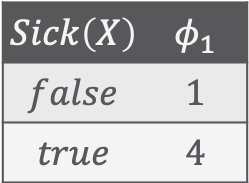 Sick(X) ϕ₁
false 1
true 4